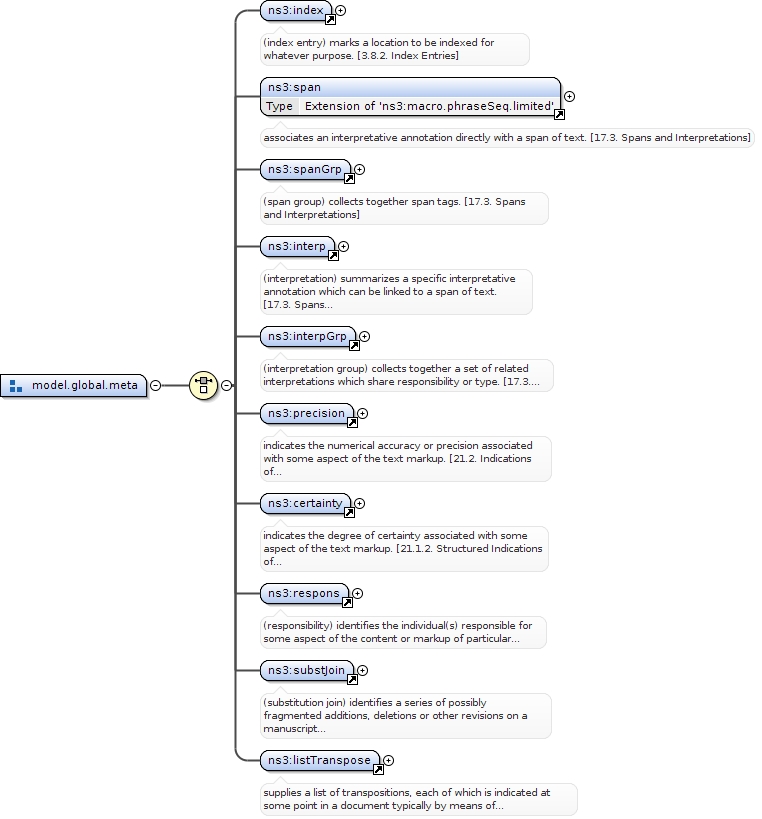 ns3:index
(index entry) marks a location to be indexed for
whatever purpose. [3.8.2. Index Entries]
ns3:span
Type Extension of 'ns3:macro.phraseSeq.limited'
associates an interpretative annotation directly with a span of text. [17.3. Spans and Interpretations]
ns3:spanGrp
(span group) collects together span tags. [17.3. Spans
and Interpretations]
ns3:interp
(interpretation) summarizes a specific interpretative
annotation which can be linked to a span of text.
[17.3. Spans...
ns3:interpGrp
(interpretation group) collects together a set of related
interpretations which share responsibility or type. [17.3....
model.global.meta
ns3:precision
indicates the numerical accuracy or precision associated
with some aspect of the text markup. [21.2. Indications
of...
ns3:certainty
indicates the degree of certainty associated with some
aspect of the text markup. [21.1.2. Structured Indications
of...
ns3:respons
(responsibility) identifies the individual(s) responsible for
some aspect of the content or markup of particular...
ns3:substJoin
(substitution join) identifies a series of possibly
fragmented additions, deletions or other revisions on a
manuscript...
ns3:listTranspose
supplies a list of transpositions, each of which is indicated at
some point in a document typically by means of...